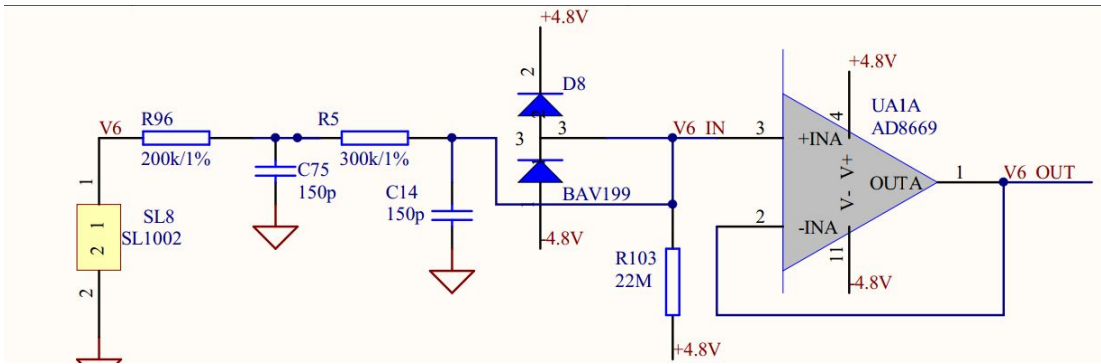 +4.8V
2
D8
+4.8V
V6
R96
R5
3
3
V6_IN
3
+INA
4
V+
UA1A
AD8669
200k/1%
300k/1%
C75
150p
C14
150p
BAV199
1
SL8
SL1002
1
2
2
-4.8V
2
-INA
V-
OUTA
1
V6_OUT
11
-4.8V
R103
22M
+4.8V